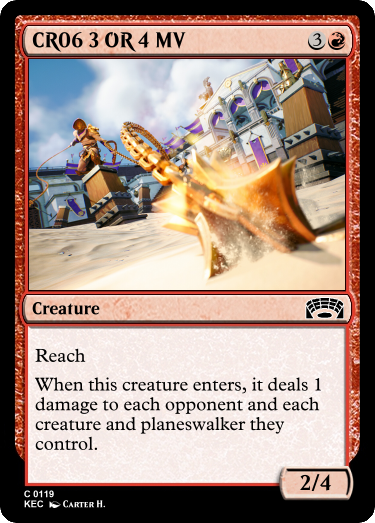 CR06 3 OR 4 MV 3
Creature
Reach
When this creature enters, it deals 1
damage to each opponent and each
creature and planeswalker they
control.
2/4
C 0119
KEC CARTER H.